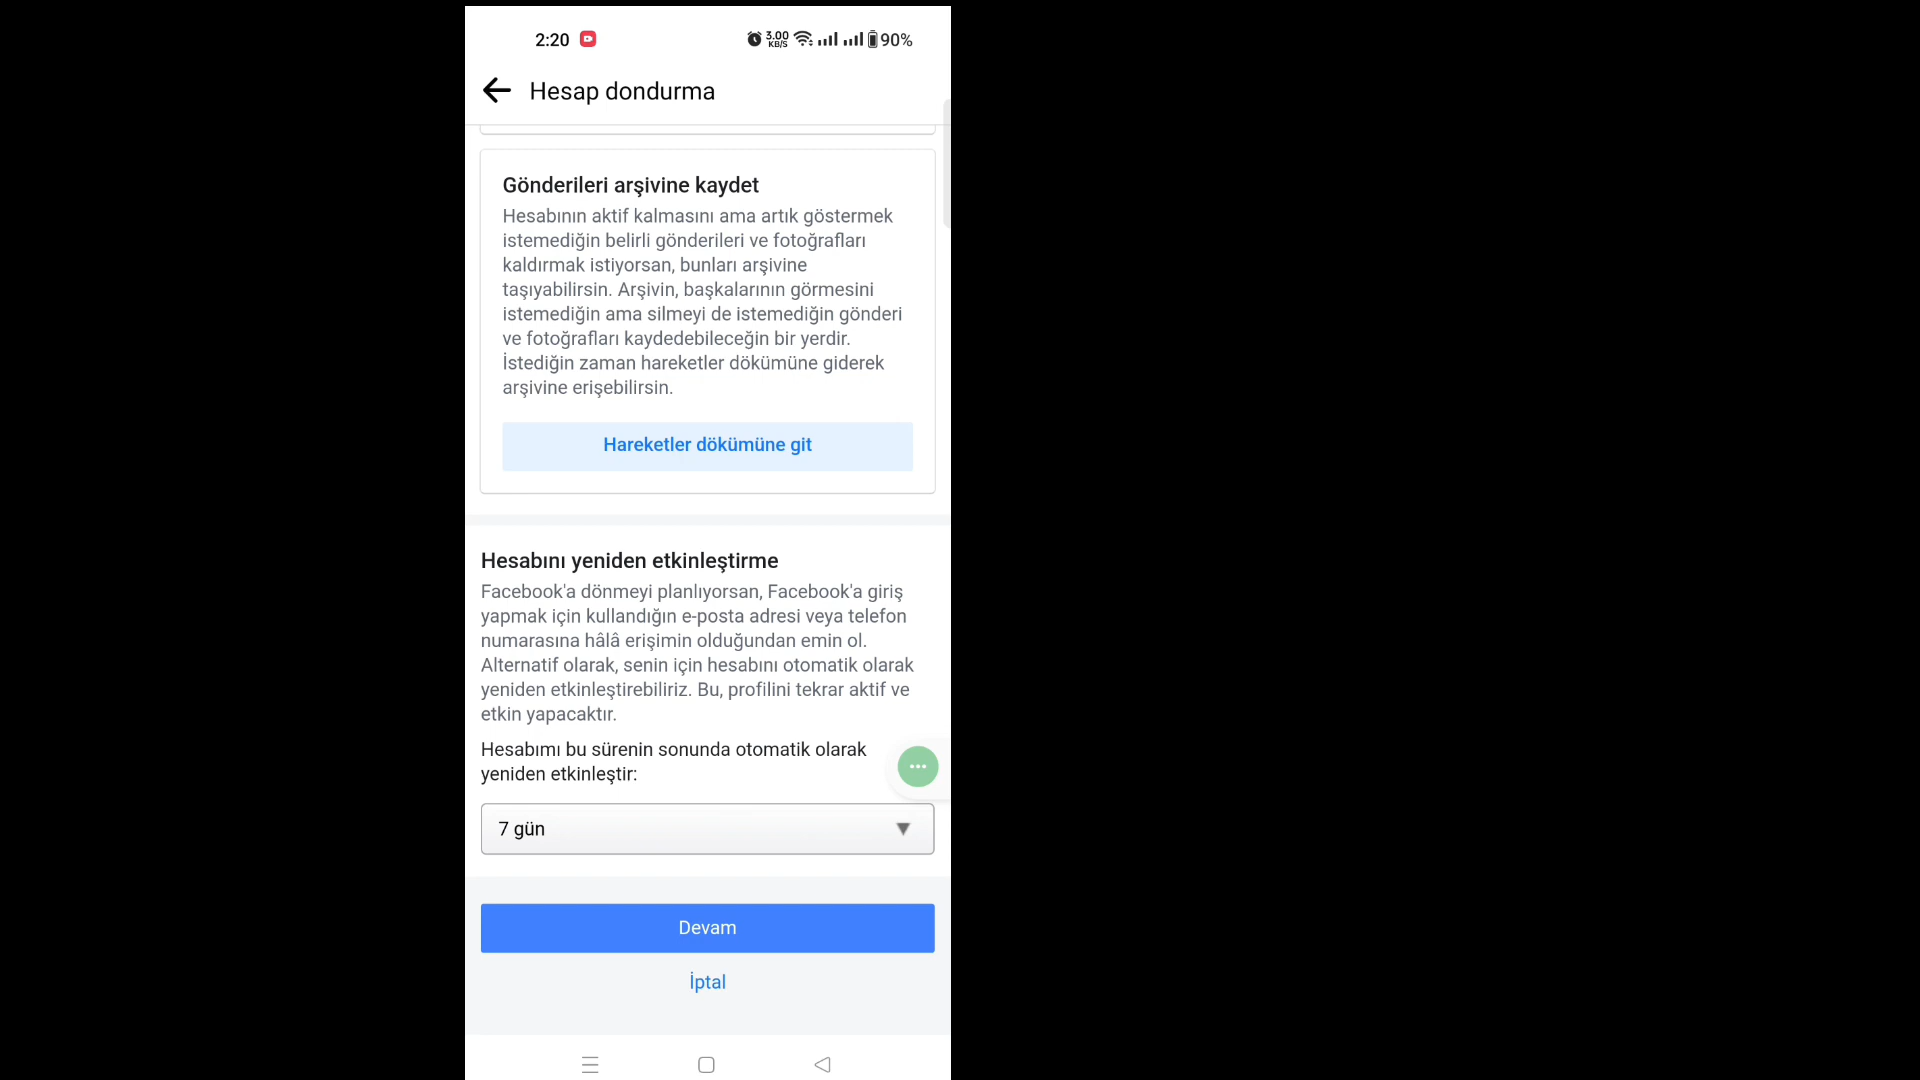 2:20
3.00
KB/S
90%
Hesap dondurma
Gönderileri arşivine kaydet
Hesabının aktif kalmasını ama artık göstermek
istemediğin belirli gönderileri ve fotoğrafları
kaldırmak istiyorsan, bunları arşivine
taşıyabilirsin. Arşivin, başkalarının görmesini
istemediğin ama silmeyi de istemediğin gönderi
ve fotoğrafları kaydedebileceğin bir yerdir.
İstediğin zaman hareketler dökümüne giderek
arşivine erişebilirsin.
Hareketler dökümüne git
Hesabını yeniden etkinleştirme
Facebook'a dönmeyi planlıyorsan, Facebook'a giriş
yapmak için kullandığın e-posta adresi veya telefon
numarasına hâlâ erişimin olduğundan emin ol.
Alternatif olarak, senin için hesabını otomatik olarak
yeniden etkinleştirebiliriz. Bu, profilini tekrar aktif ve
etkin yapacaktır.
Hesabımı bu sürenin sonunda otomatik olarak
yeniden etkinleştir:
7 gün
Devam
İptal